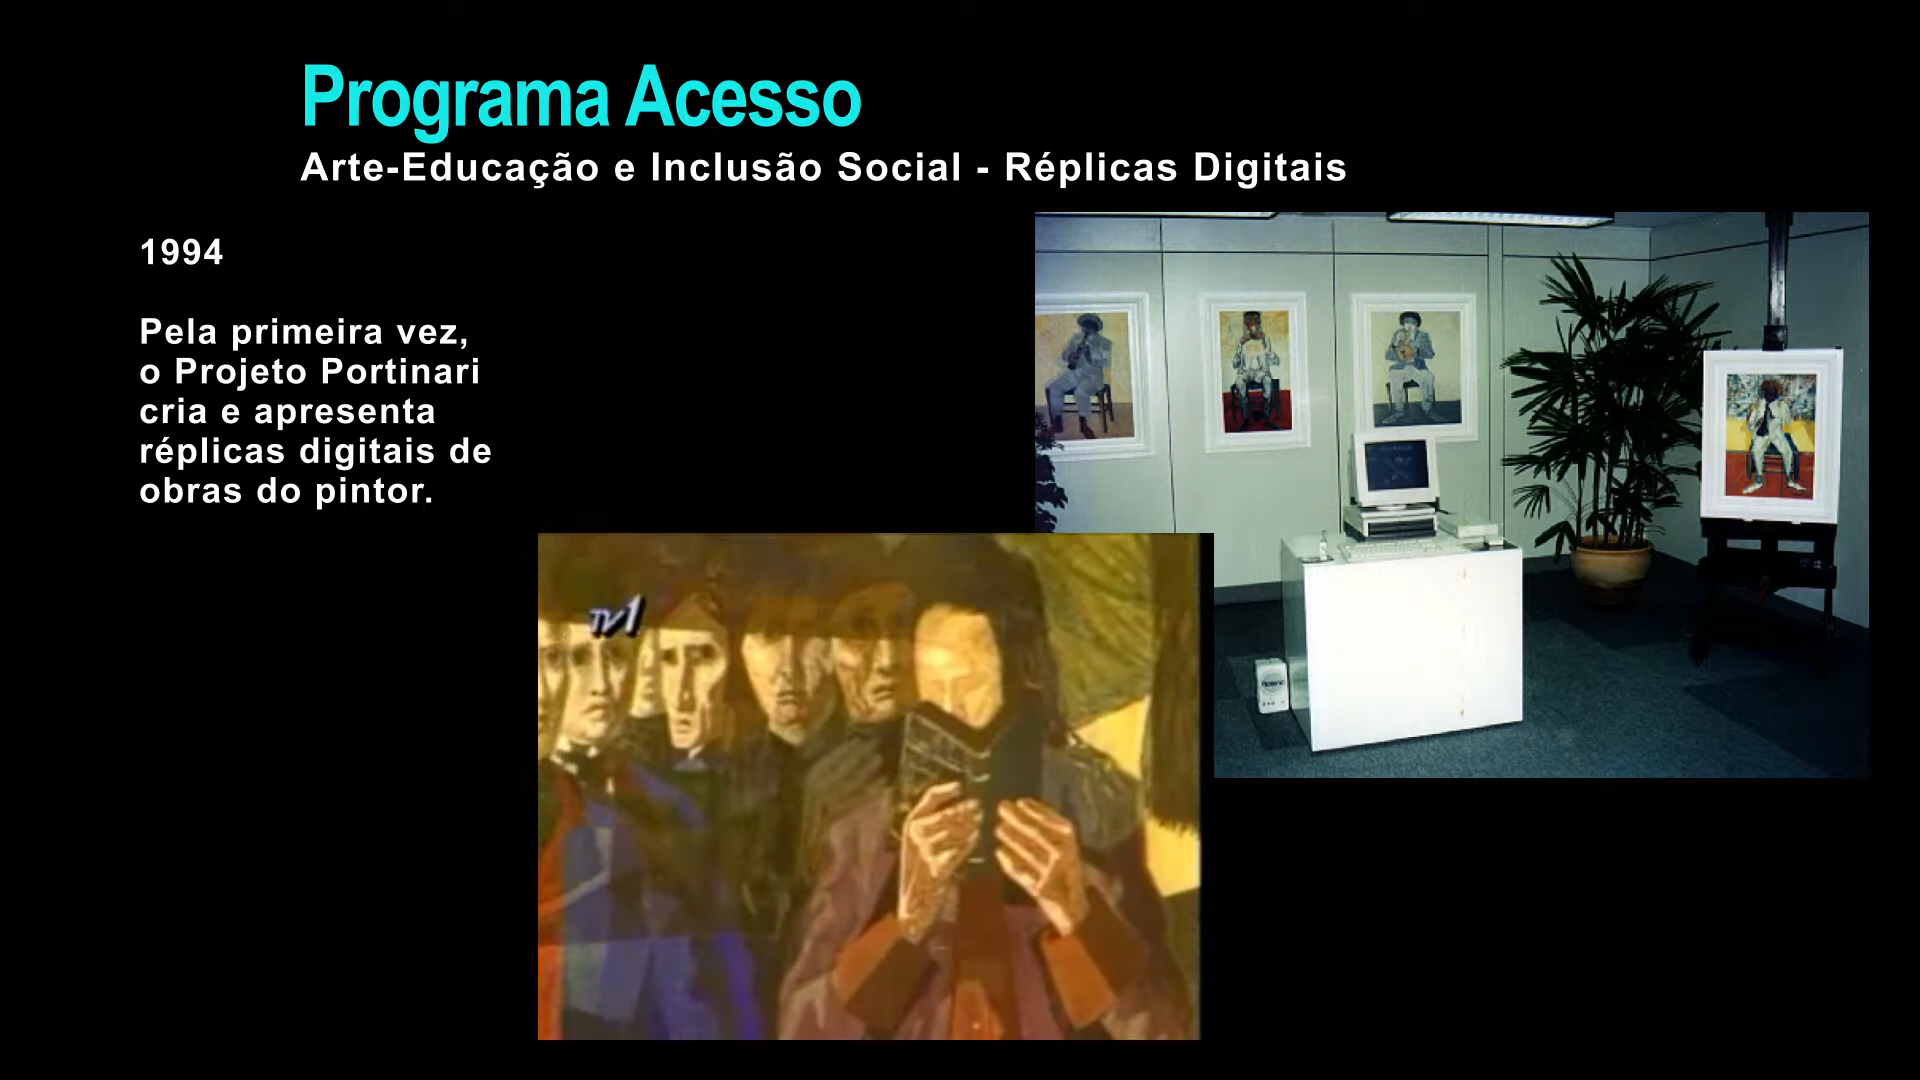 Programa Acesso
Arte-Educação e Inclusão Social - Réplicas Digitais
1994
Pela primeira vez,
o Projeto Portinari
cria e apresenta
réplicas digitais de
obras do pintor.
TV1